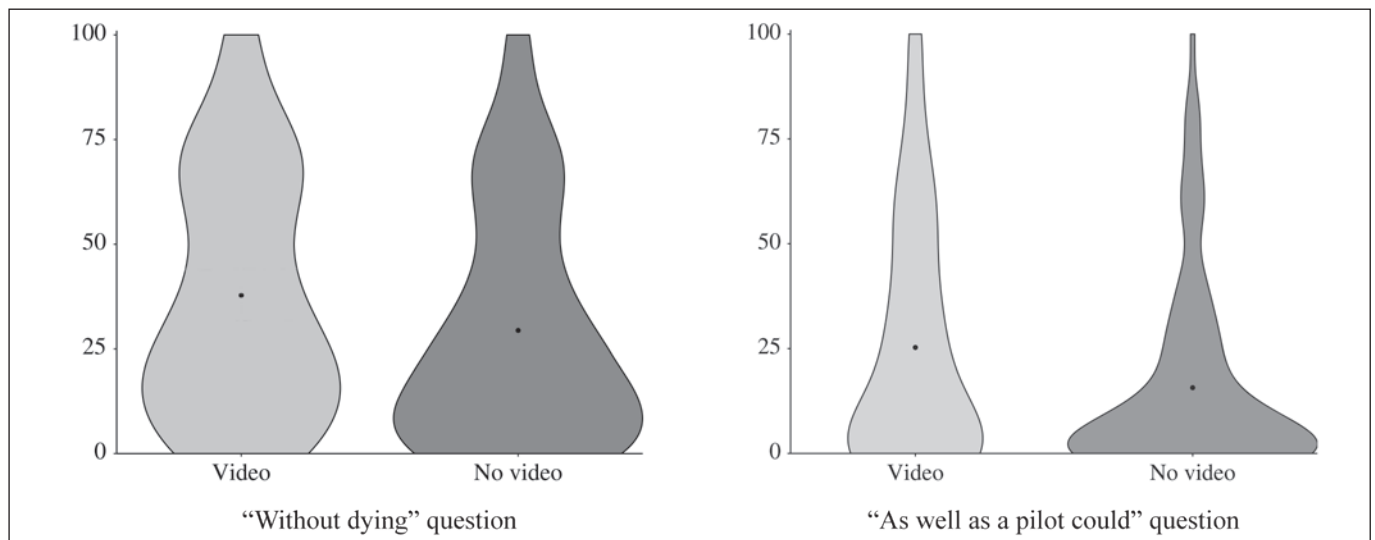 100
75
50
25
0
Video
No video
“Without dying” question
100
75
50
25
0
Video
No video
“As well as a pilot could” question